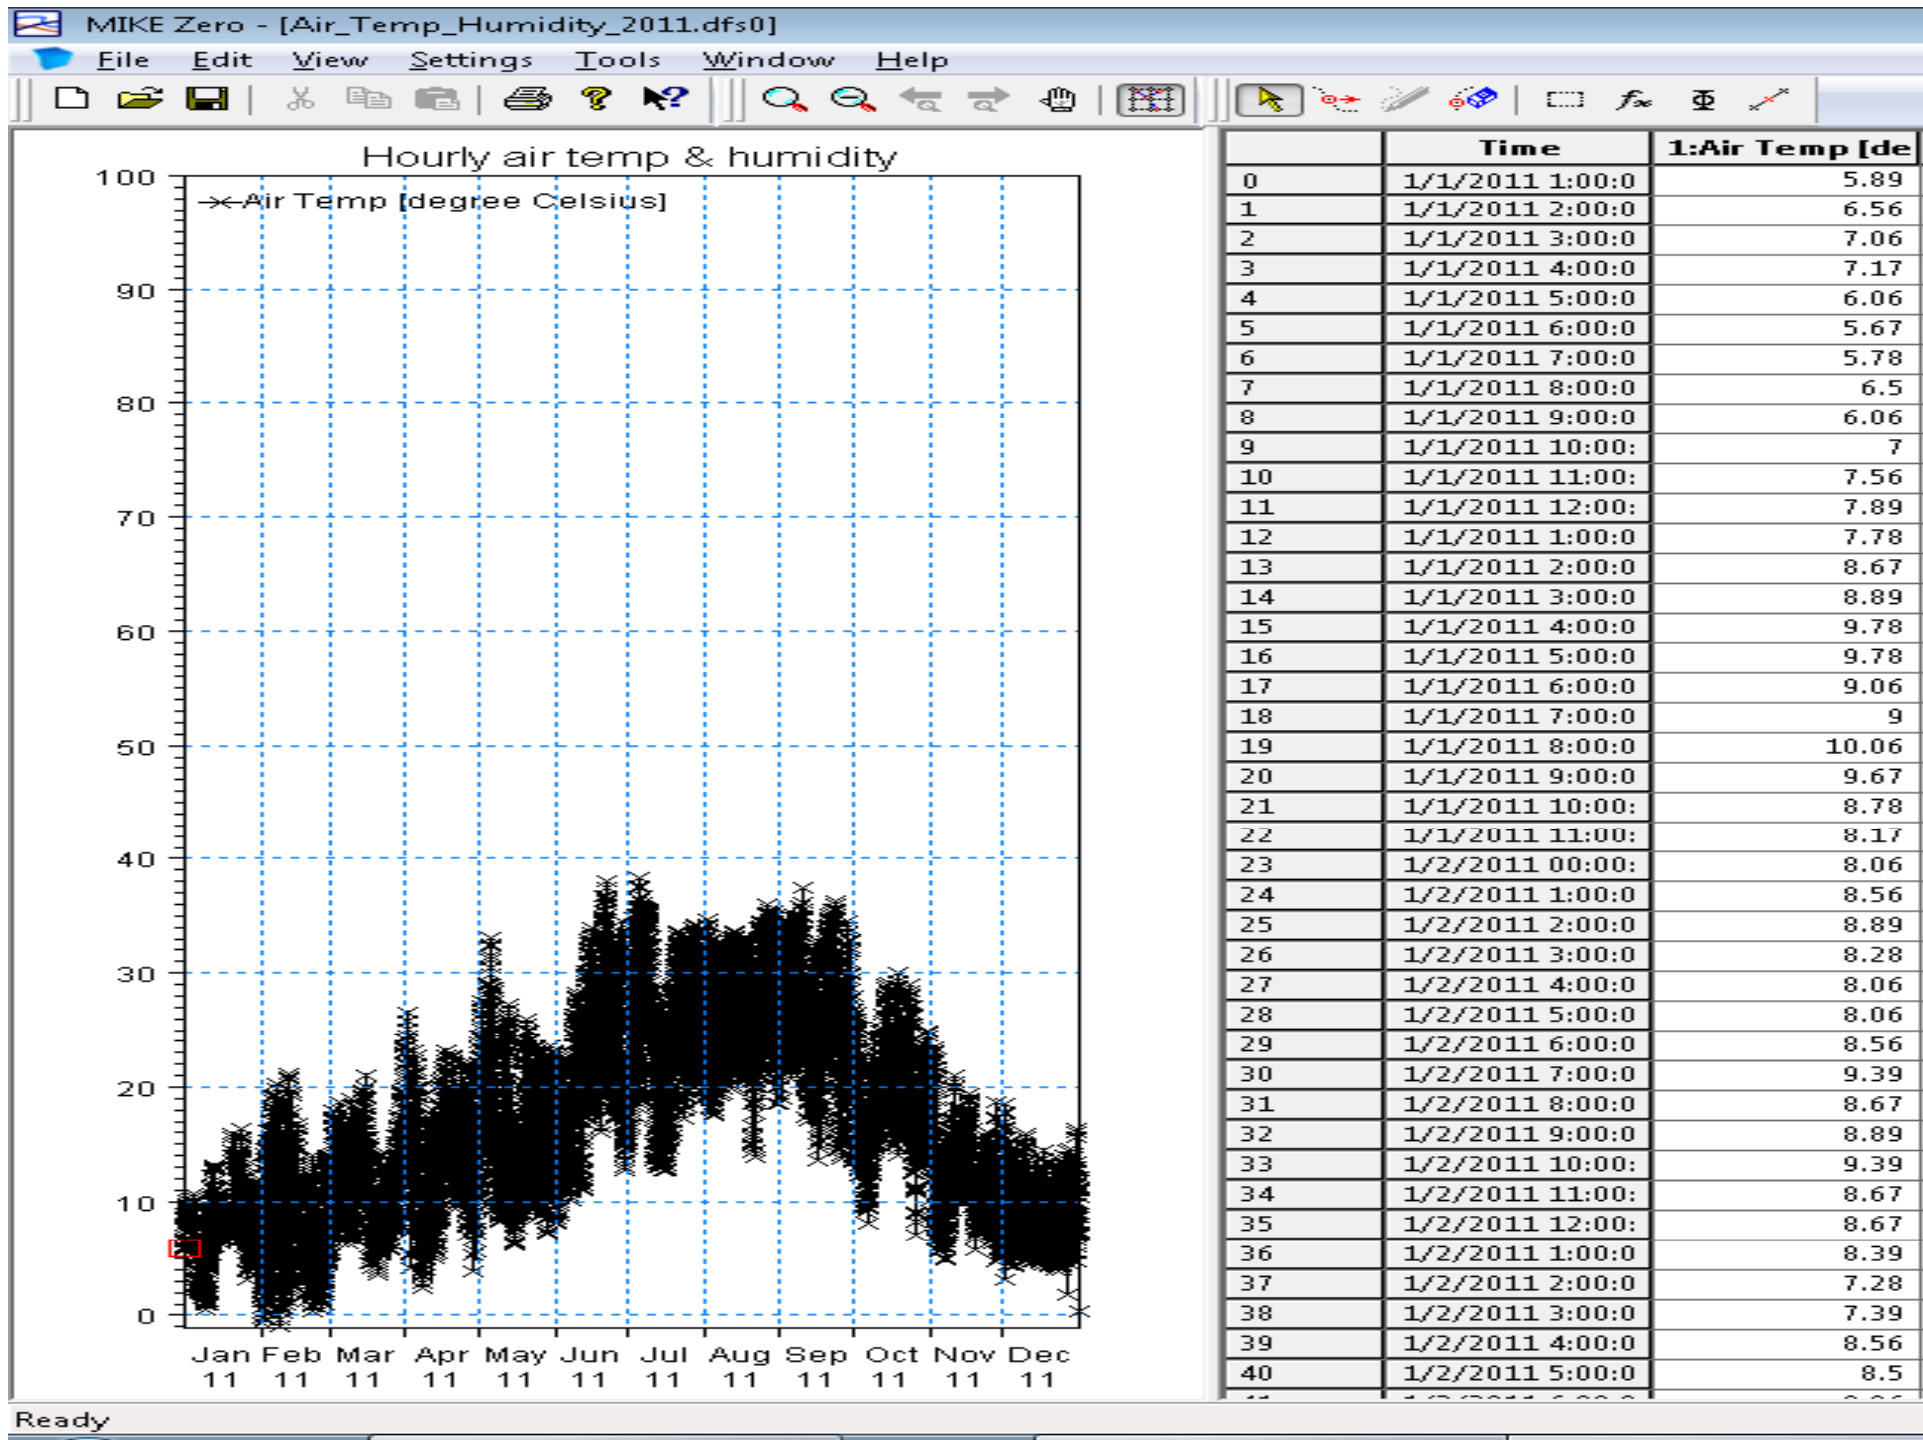 MIKE Zero - [Air_Temp_Humidity_2011.dfs0]
File Edit View Settings Tools Window Help
Hourly air temp & humidity
Air Temp [degree Celsius]
100
90
80
70
60
50
40
30
20
10
0
Jan Feb Mar Apr May Jun Jul Aug Sep Oct Nov Dec
11 11 11 11 11 11 11 11 11 11 11 11
Time 1:Air Temp [de
0 1/1/2011 1:00:0 5.89
1 1/1/2011 2:00:0 6.56
2 1/1/2011 3:00:0 7.06
3 1/1/2011 4:00:0 7.17
4 1/1/2011 5:00:0 6.06
5 1/1/2011 6:00:0 5.67
6 1/1/2011 7:00:0 5.78
7 1/1/2011 8:00:0 6.5
8 1/1/2011 9:00:0 6.06
9 1/1/2011 10:00: 7
10 1/1/2011 11:00: 7.56
11 1/1/2011 12:00: 7.89
12 1/1/2011 1:00:0 7.78
13 1/1/2011 2:00:0 8.67
14 1/1/2011 3:00:0 8.89
15 1/1/2011 4:00:0 9.78
16 1/1/2011 5:00:0 9.78
17 1/1/2011 6:00:0 9.06
18 1/1/2011 7:00:0 9
19 1/1/2011 8:00:0 10.06
20 1/1/2011 9:00:0 9.67
21 1/1/2011 10:00: 8.78
22 1/1/2011 11:00: 8.17
23 1/2/2011 00:00: 8.06
24 1/2/2011 1:00:0 8.56
25 1/2/2011 2:00:0 8.89
26 1/2/2011 3:00:0 8.28
27 1/2/2011 4:00:0 8.06
28 1/2/2011 5:00:0 8.06
29 1/2/2011 6:00:0 8.56
30 1/2/2011 7:00:0 9.39
31 1/2/2011 8:00:0 8.67
32 1/2/2011 9:00:0 8.89
33 1/2/2011 10:00: 9.39
34 1/2/2011 11:00: 8.67
35 1/2/2011 12:00: 8.67
36 1/2/2011 1:00:0 8.39
37 1/2/2011 2:00:0 7.28
38 1/2/2011 3:00:0 7.39
39 1/2/2011 4:00:0 8.56
40 1/2/2011 5:00:0 8.5
Ready